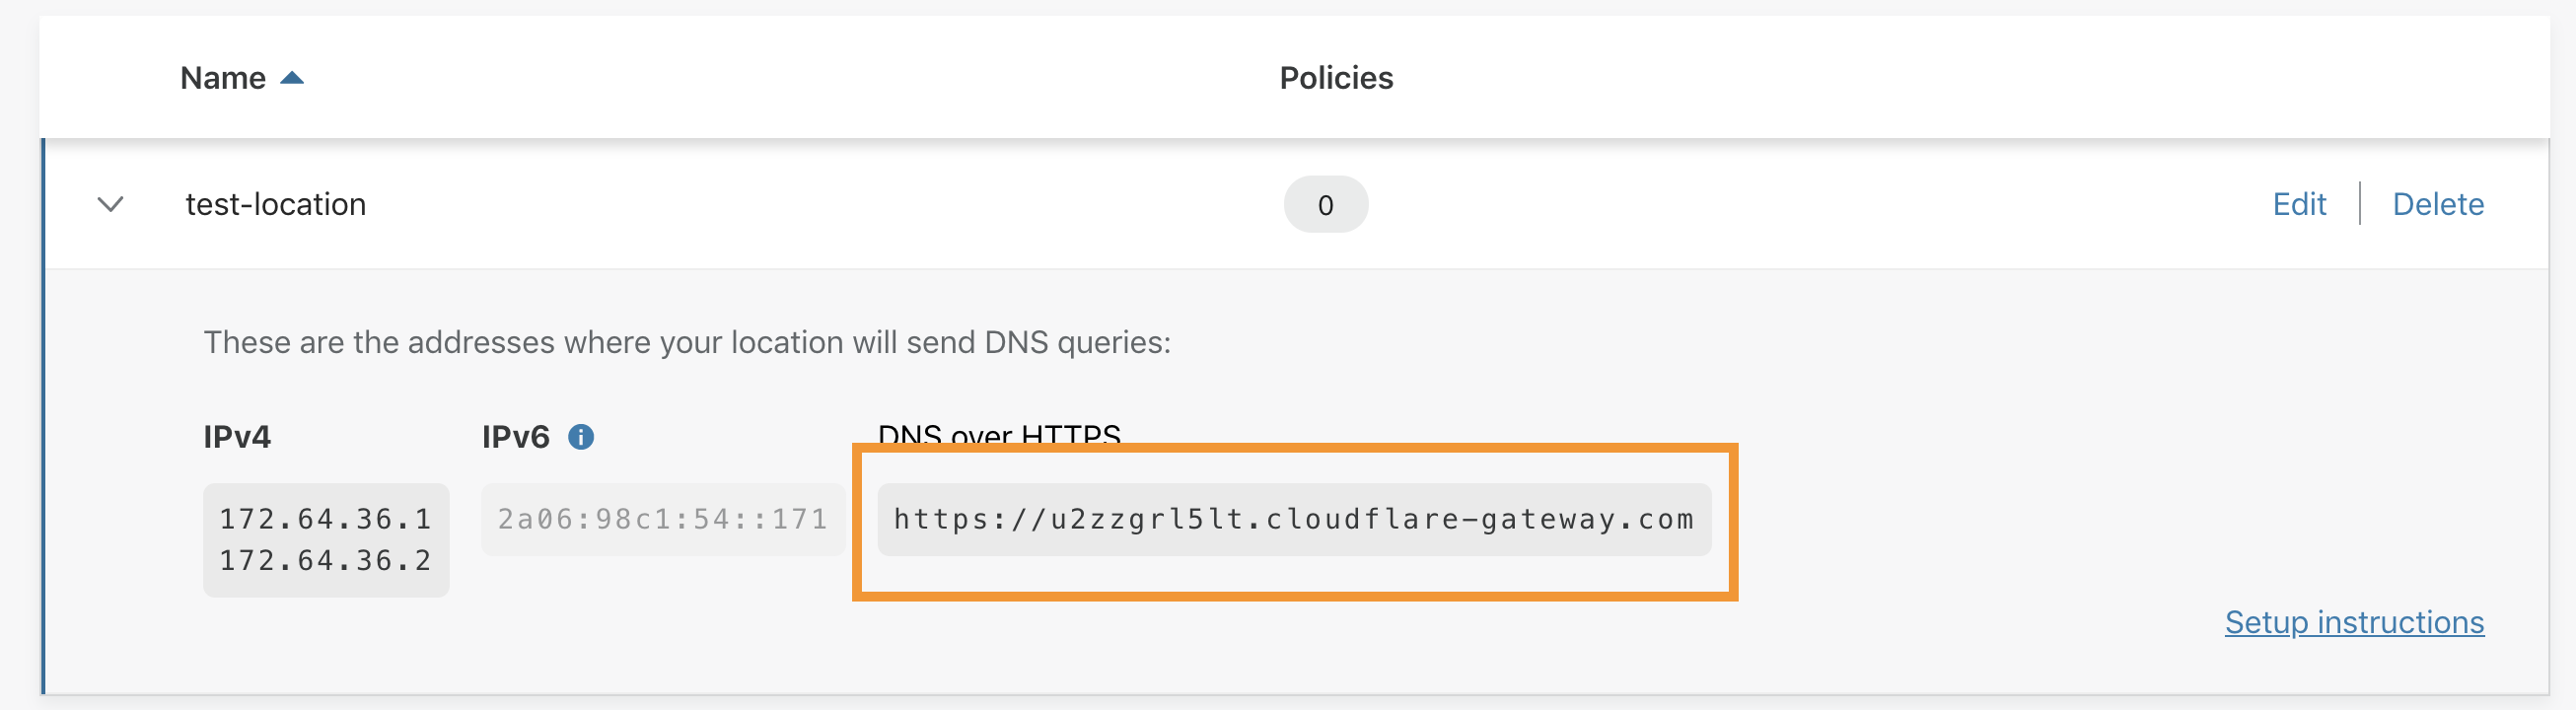 Name Policies
test-location 0 Edit Delete
These are the addresses where your location will send DNS queries:
IPv4 IPv6 DNS over HTTPS
172.64.36.1 2a06:98c1:54::171 https://u2zzgrl5lt.cloudflare-gateway.com
172.64.36.2
Setup instructions